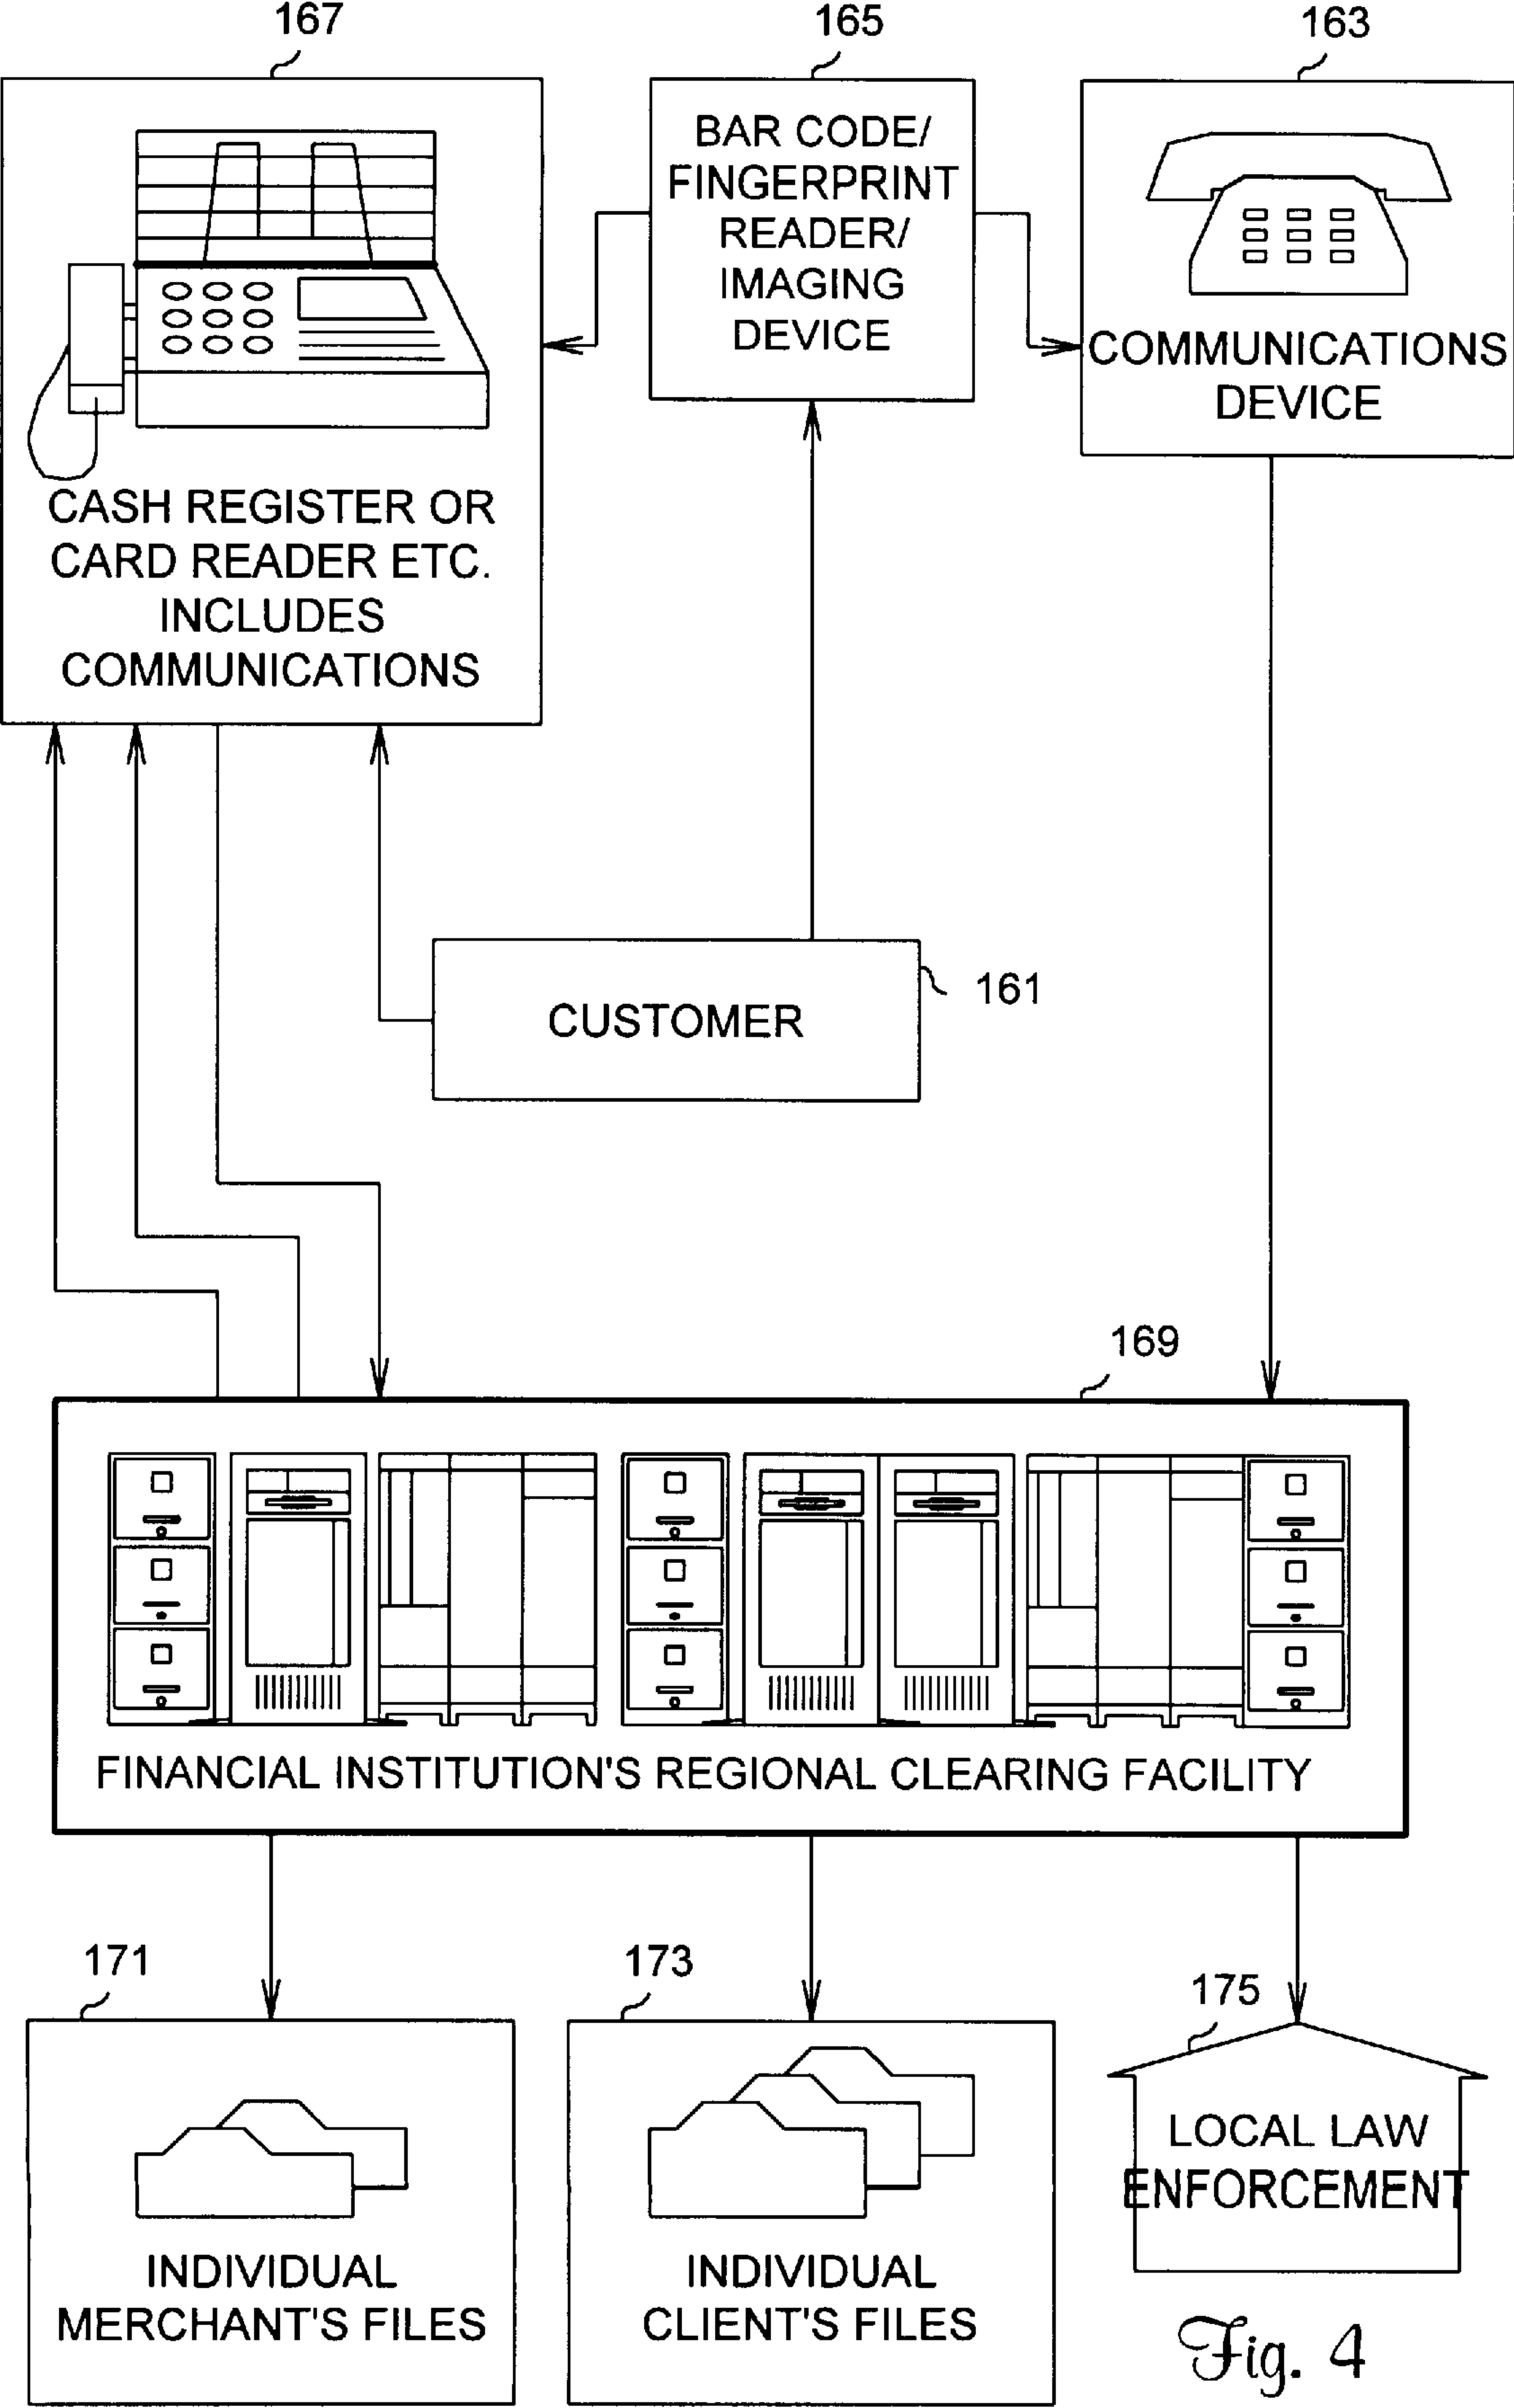 167
165
163
BAR CODE/
FINGERPRINT
READER/
IMAGING
DEVICE
COMMUNICATIONS
DEVICE
CASH REGISTER OR
CARD READER ETC.
INCLUDES
COMMUNICATIONS
161
CUSTOMER
169
FINANCIAL INSTITUTION'S REGIONAL CLEARING FACILITY
171
173
175
INDIVIDUAL
MERCHANT'S FILES
INDIVIDUAL
CLIENT'S FILES
LOCAL LAW
ENFORCEMENT
Fig. 4